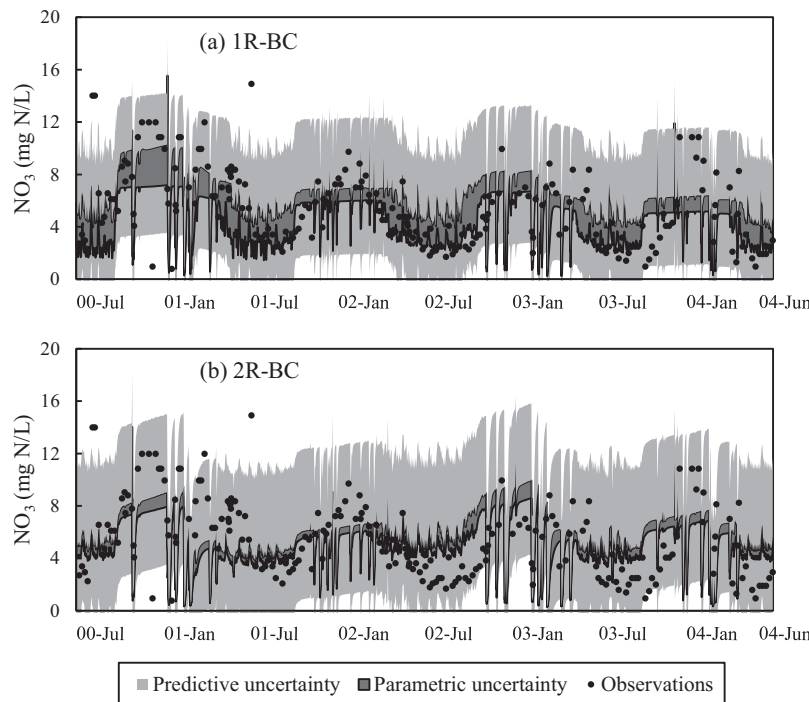 (a) 1R-BC
NO3 (mg N/L)
20
16
12
8
4
0
00-Jul 01-Jan 01-Jul 02-Jan 02-Jul 03-Jan 03-Jul 04-Jan 04-Jun
(b) 2R-BC
NO3 (mg N/L)
20
16
12
8
4
0
00-Jul 01-Jan 01-Jul 02-Jan 02-Jul 03-Jan 03-Jul 04-Jan 04-Jun
Predictive uncertainty Parametric uncertainty Observations